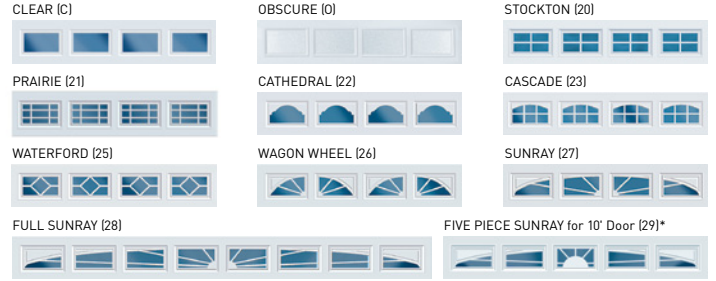 CLEAR (C)
OBSCURE (O)
STOCKTON (20)
PRAIRIE (21)
CATHEDRAL (22)
CASCADE (23)
WATERFORD (25)
WAGON WHEEL (26)
SUNRAY (27)
FULL SUNRAY (28)
FIVE PIECE SUNRAY for 10' Door (29)*